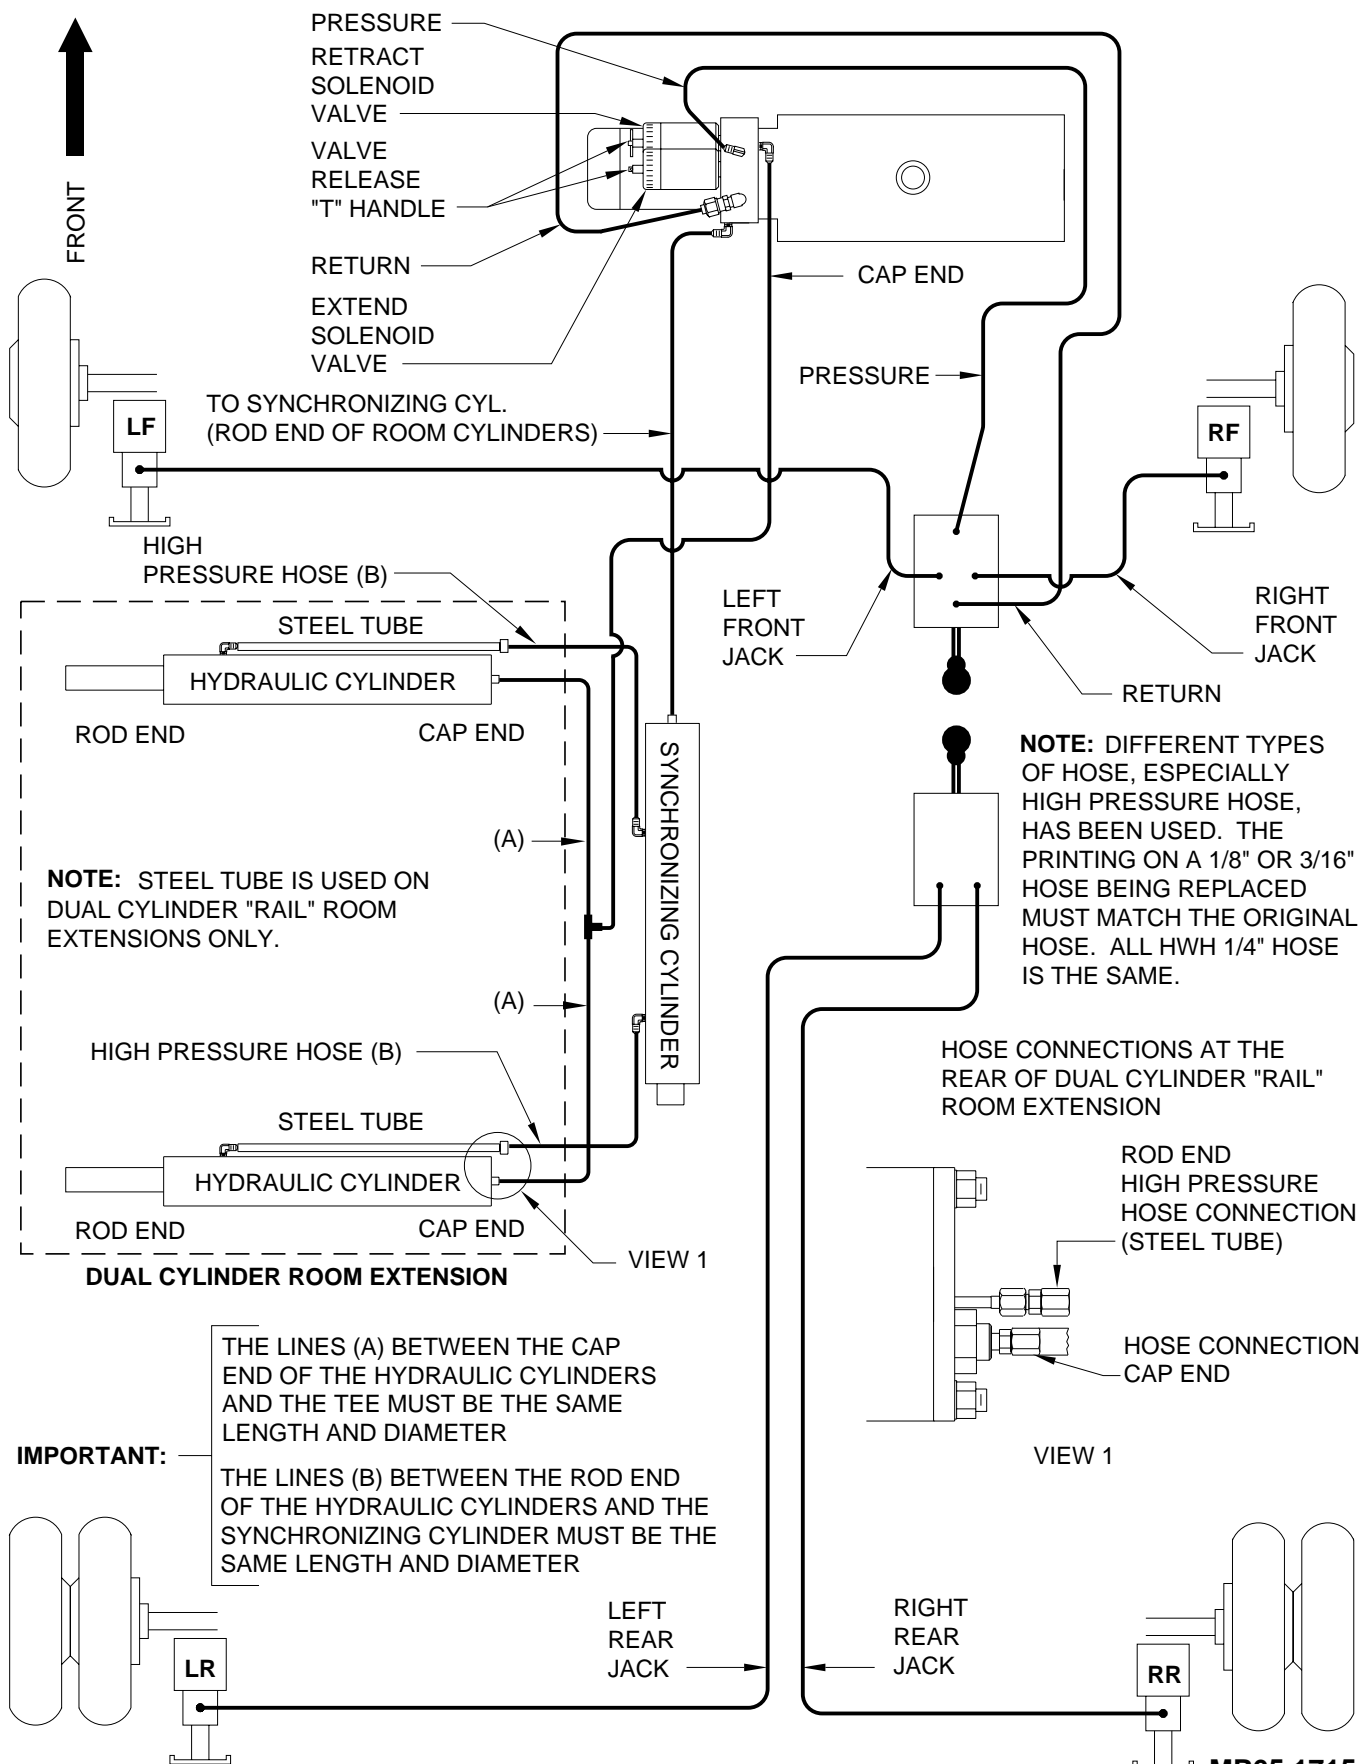 PRESSURE
RETRACT
SOLENOID
VALVE
VALVE
RELEASE
"T" HANDLE
FRONT
RETURN
CAP END
EXTEND
SOLENOID
VALVE
PRESSURE
TO SYNCHRONIZING CYL.
(ROD END OF ROOM CYLINDERS)
LF
RF
HIGH
PRESSURE HOSE (B)
LEFT
FRONT
JACK
RIGHT
FRONT
JACK
RETURN
STEEL TUBE
HYDRAULIC CYLINDER
ROD END
CAP END
SYNCHRONIZING CYLINDER
NOTE: DIFFERENT TYPES
OF HOSE, ESPECIALLY
HIGH PRESSURE HOSE,
HAS BEEN USED. THE
PRINTING ON A 1/8" OR 3/16"
HOSE BEING REPLACED
MUST MATCH THE ORIGINAL
HOSE. ALL HWH 1/4" HOSE
IS THE SAME.
(A)
NOTE: STEEL TUBE IS USED ON
DUAL CYLINDER "RAIL" ROOM
EXTENSIONS ONLY.
(A)
HIGH PRESSURE HOSE (B)
STEEL TUBE
HYDRAULIC CYLINDER
ROD END
CAP END
VIEW 1
DUAL CYLINDER ROOM EXTENSION
HOSE CONNECTIONS AT THE
REAR OF DUAL CYLINDER "RAIL"
ROOM EXTENSION
ROD END
HIGH PRESSURE
HOSE CONNECTION
(STEEL TUBE)
HOSE CONNECTION
CAP END
VIEW 1
IMPORTANT:
THE LINES (A) BETWEEN THE CAP
END OF THE HYDRAULIC CYLINDERS
AND THE TEE MUST BE THE SAME
LENGTH AND DIAMETER
THE LINES (B) BETWEEN THE ROD END
OF THE HYDRAULIC CYLINDERS AND THE
SYNCHRONIZING CYLINDER MUST BE THE
SAME LENGTH AND DIAMETER
LEFT
REAR
JACK
RIGHT
REAR
JACK
LR
RR